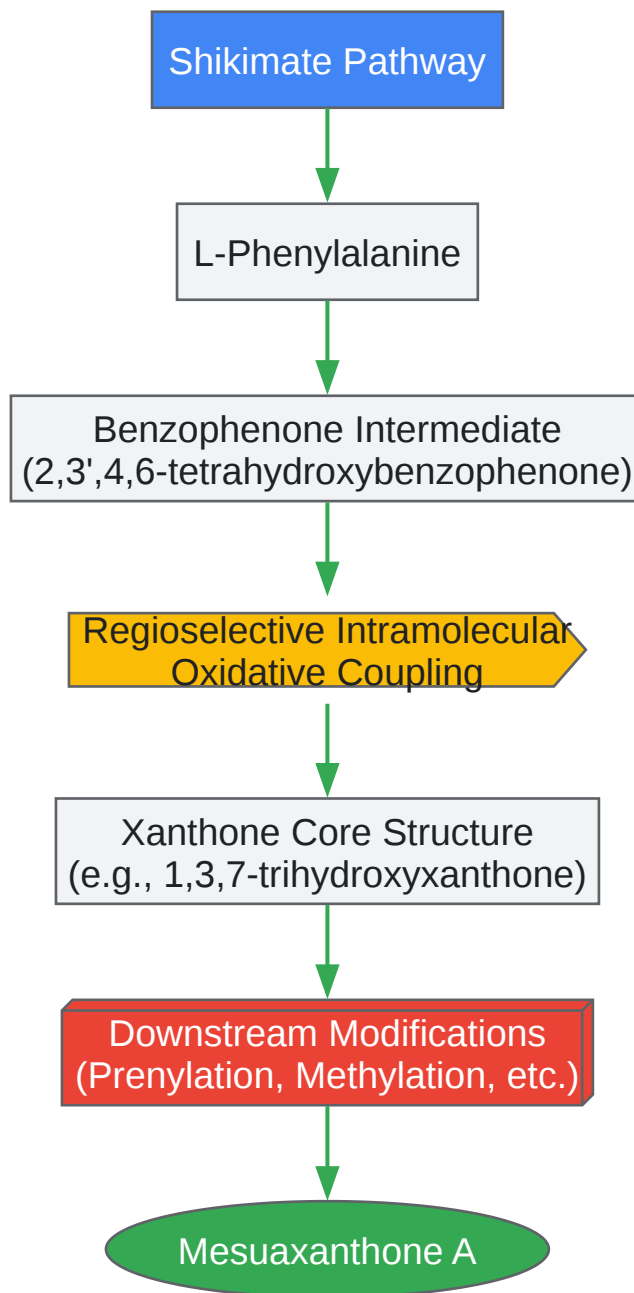 Shikimate Pathway
L-Phenylalanine
Benzophenone Intermediate
(2,3',4,6-tetrahydroxybenzophenone)
Regioselective Intramolecular
Oxidative Coupling
Xanthone Core Structure
(e.g., 1,3,7-trihydroxyxanthone)
Downstream Modifications
(Prenylation, Methylation, etc.)
Mesuaxanthone A